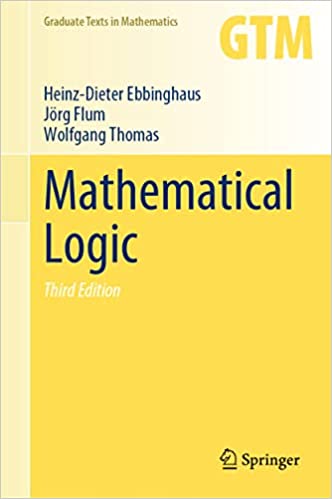 Graduate Texts in Mathematics
GTM
Heinz-Dieter Ebbinghaus
Jörg Flum
Wolfgang Thomas
Mathematical
Logic
Third Edition
Springer